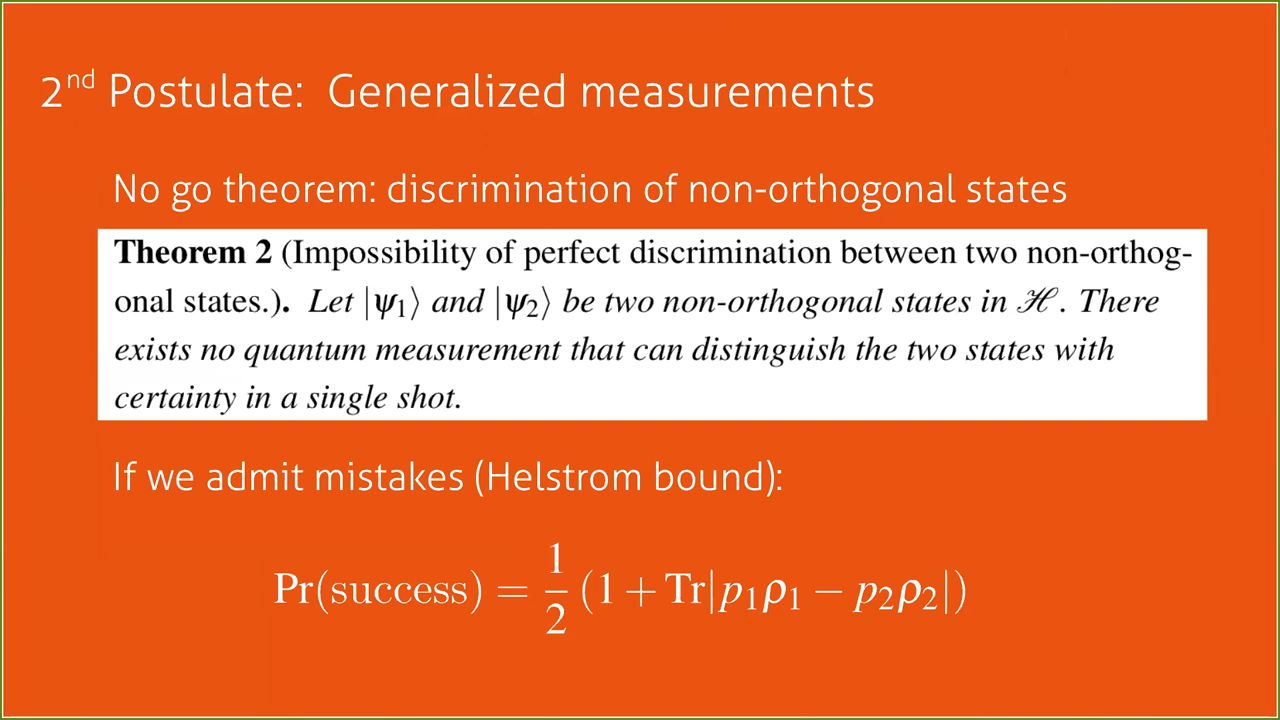 2nd Postulate: Generalized measurements
No go theorem: discrimination of non-orthogonal states
Theorem 2 (Impossibility of perfect discrimination between two non-orthog-
onal states.). Let |ψ1⟩ and |ψ2⟩ be two non-orthogonal states in ℋ. There
exists no quantum measurement that can distinguish the two states with
certainty in a single shot.
If we admit mistakes (Helstrom bound):
Pr(success) = 1/2 (1 + Tr|p1ρ1 − p2ρ2|)